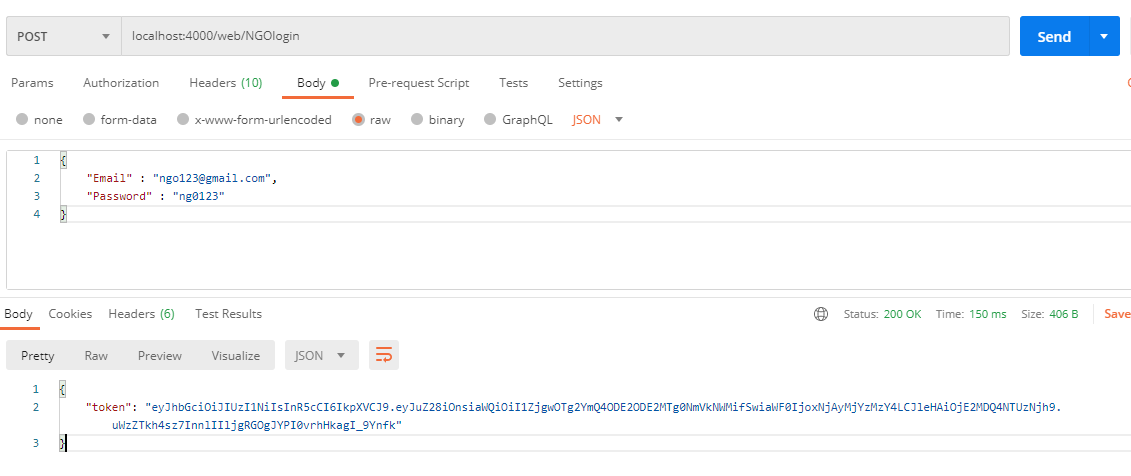 POST localhost:4000/web/NGOlogin Send
Params Authorization Headers (10) Body Pre-request Script Tests Settings
none form-data x-www-form-urlencoded raw binary GraphQL JSON
1 {
2 "Email" : "ngo123@gmail.com",
3 "Password" : "ng0123"
4 }
Body Cookies Headers (6) Test Results Status: 200 OK Time: 150 ms Size: 406 B Save
Pretty Raw Preview Visualize JSON
1 {
2 "token": "eyJhbGciOiJIUzI1NiIsInR5cCI6IkpXVCJ9.eyJuZ28iOnsiaWQiOiI1ZjgwOTg2YmQ4ODE2ODE2MTg0NmVkNWMifSwiaWF0IjoxNjAyMjYzMzY4LCJleHAiOjE2MDQ4NTUzNjh9.
uWzZTkh4sz7InnlIIljgRGOgJYPI0vrhHkagI_9Ynfk"
3 }